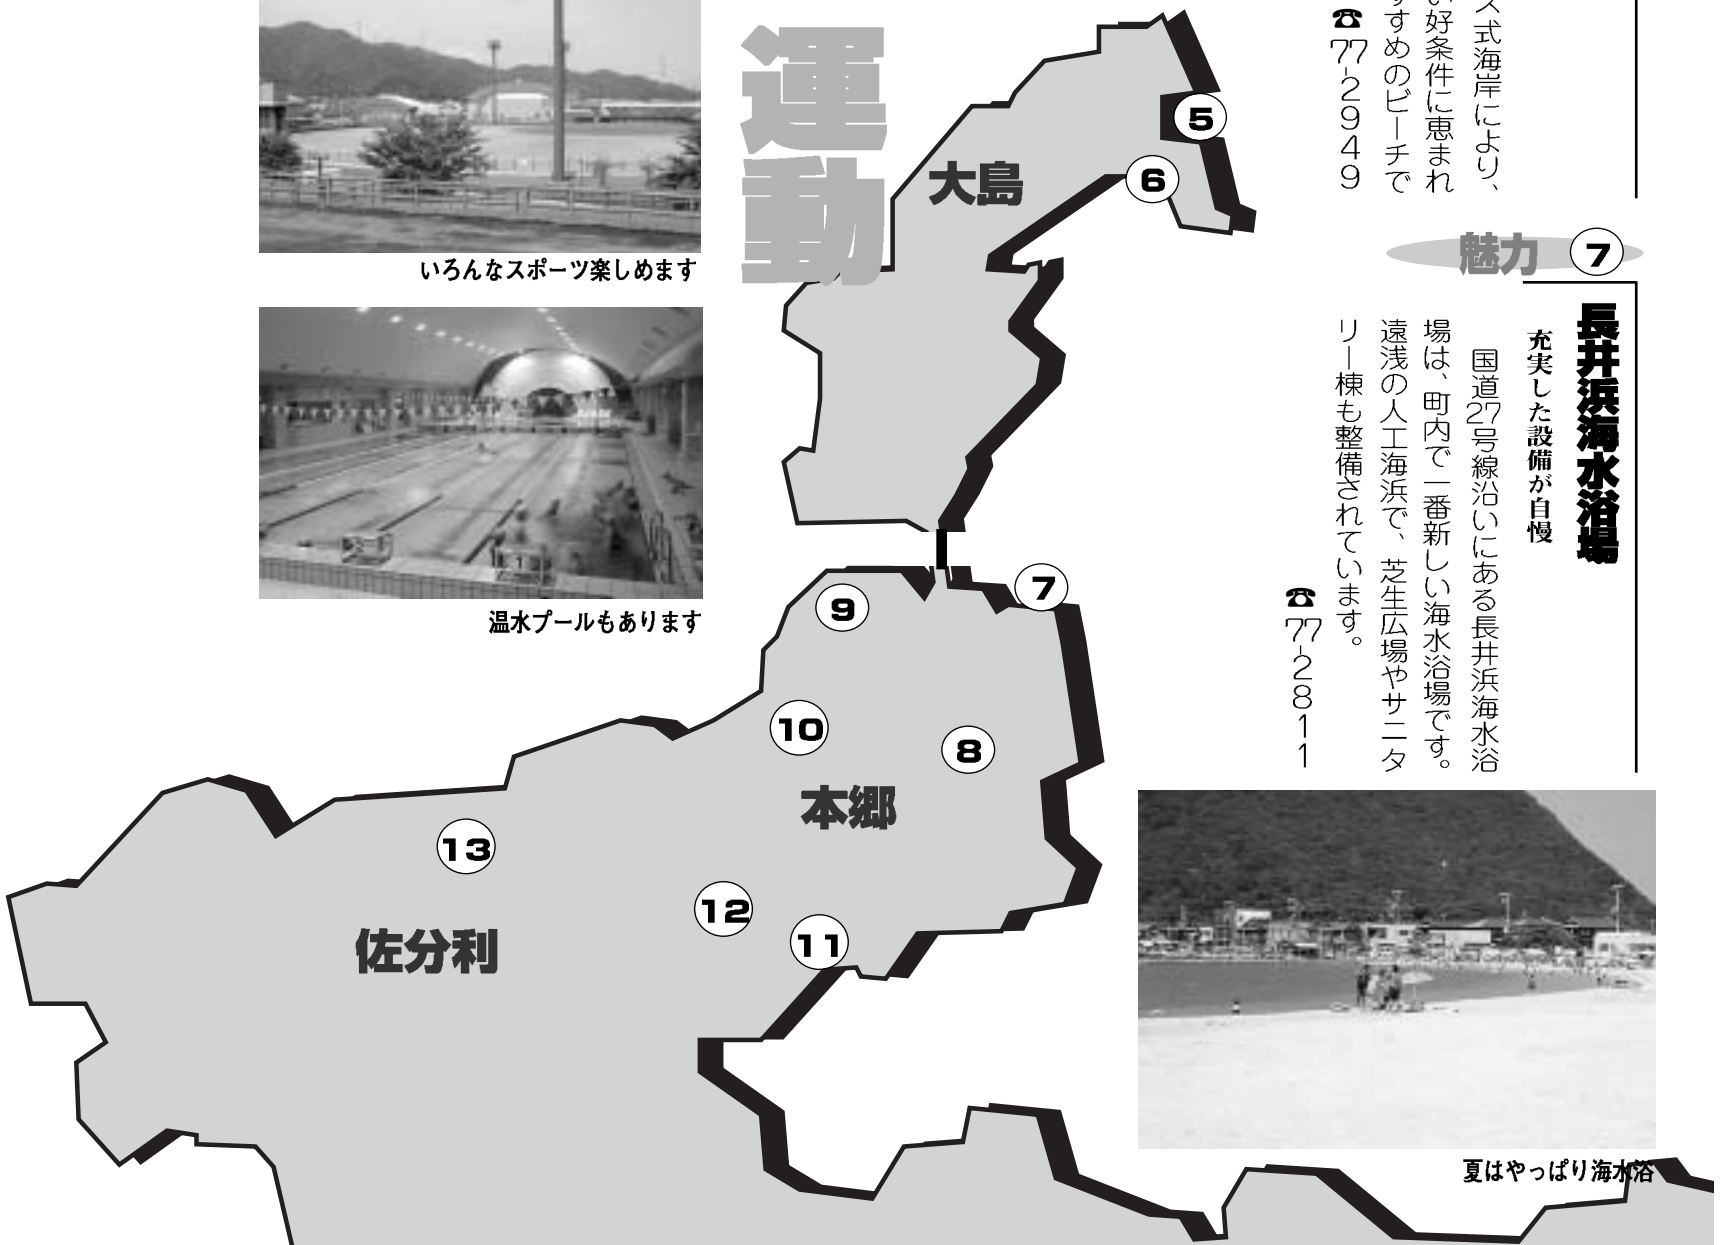 ス式海岸により、
い好条件に恵まれ
すすめのビーチで
☎77-2949
魅力 7
長井浜海水浴場
充実した設備が自慢
国道27号線沿いにある長井浜海水浴
場は、町内で一番新しい海水浴場です。
遠浅の人工海浜で、芝生広場やサニタ
リー棟も整備されています。
☎77-2811
夏はやっぱり海水浴
運動
いろんなスポーツ楽しめます
温水プールもあります
大島
5
6
7
9
10
8
本郷
13
12
11
佐分利